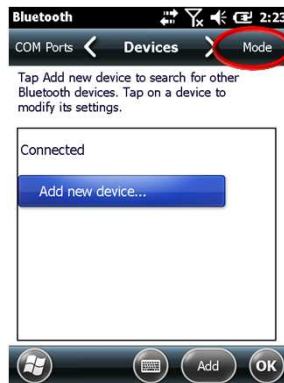 Bluetooth 2:23
COM Ports Devices Mode
Tap Add new device to search for other
Bluetooth devices. Tap on a device to
modify its settings.
Connected
Add new device...
Add OK